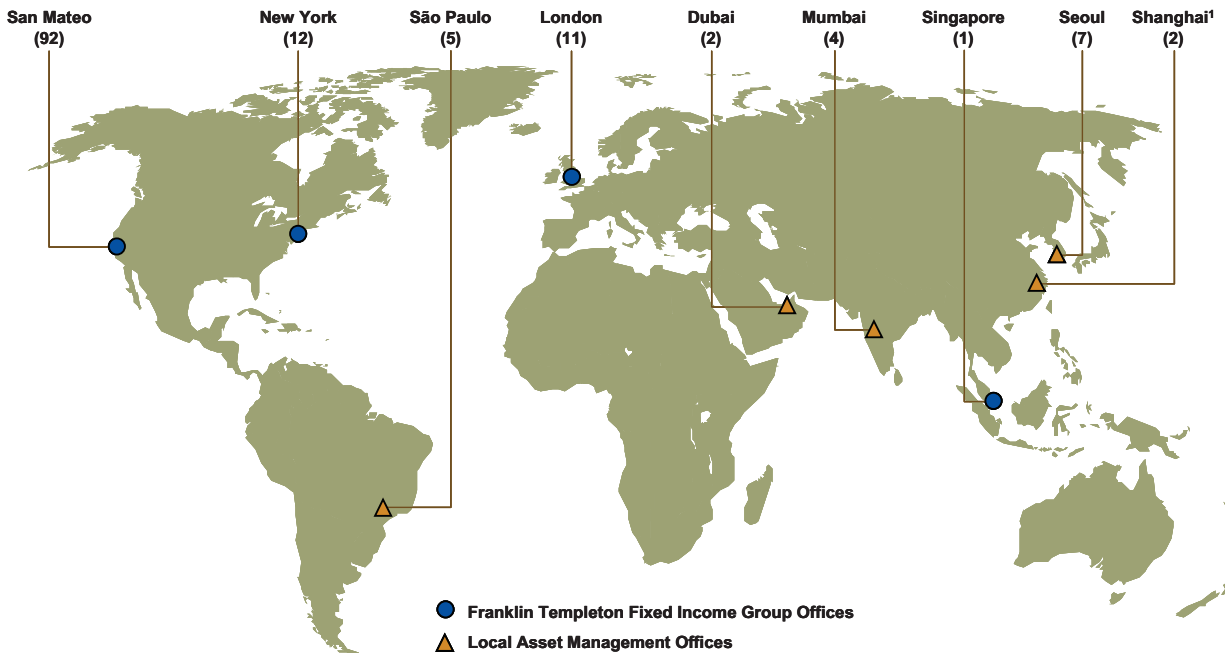 San Mateo
(92)
New York
(12)
São Paulo
(5)
London
(11)
Dubai
(2)
Mumbai
(4)
Singapore
(1)
Seoul
(7)
Shanghai¹
(2)
Franklin Templeton Fixed Income Group Offices
Local Asset Management Offices